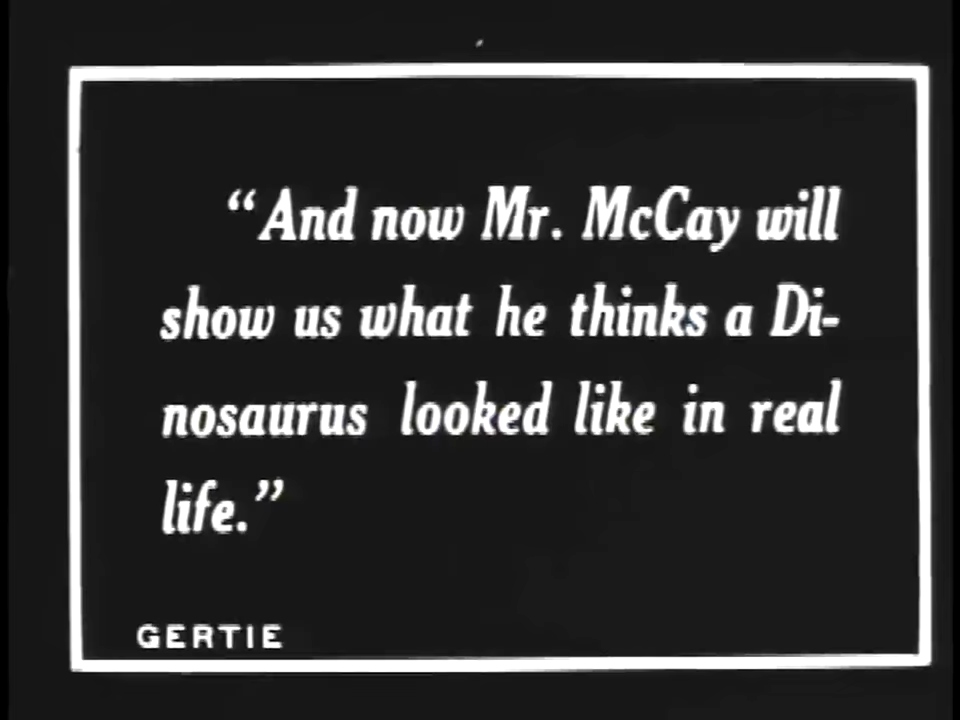 “And now Mr. McCay will
show us what he thinks a Di-
nosaurus looked like in real
life.”
GERTIE